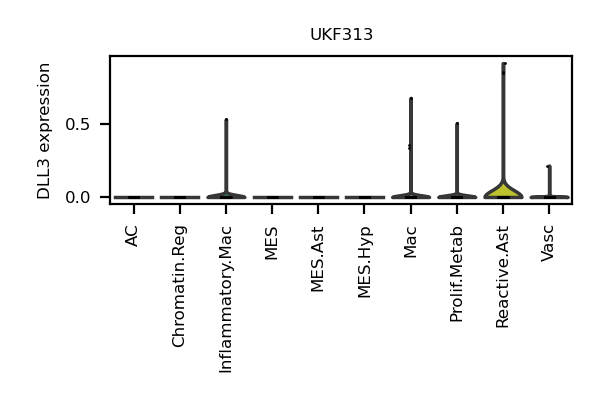 UKF313
DLL3 expression
0.5
0.0
AC
Chromatin.Reg
Inflammatory.Mac
MES
MES.Ast
MES.Hyp
Mac
Prolif.Metab
Reactive.Ast
Vasc